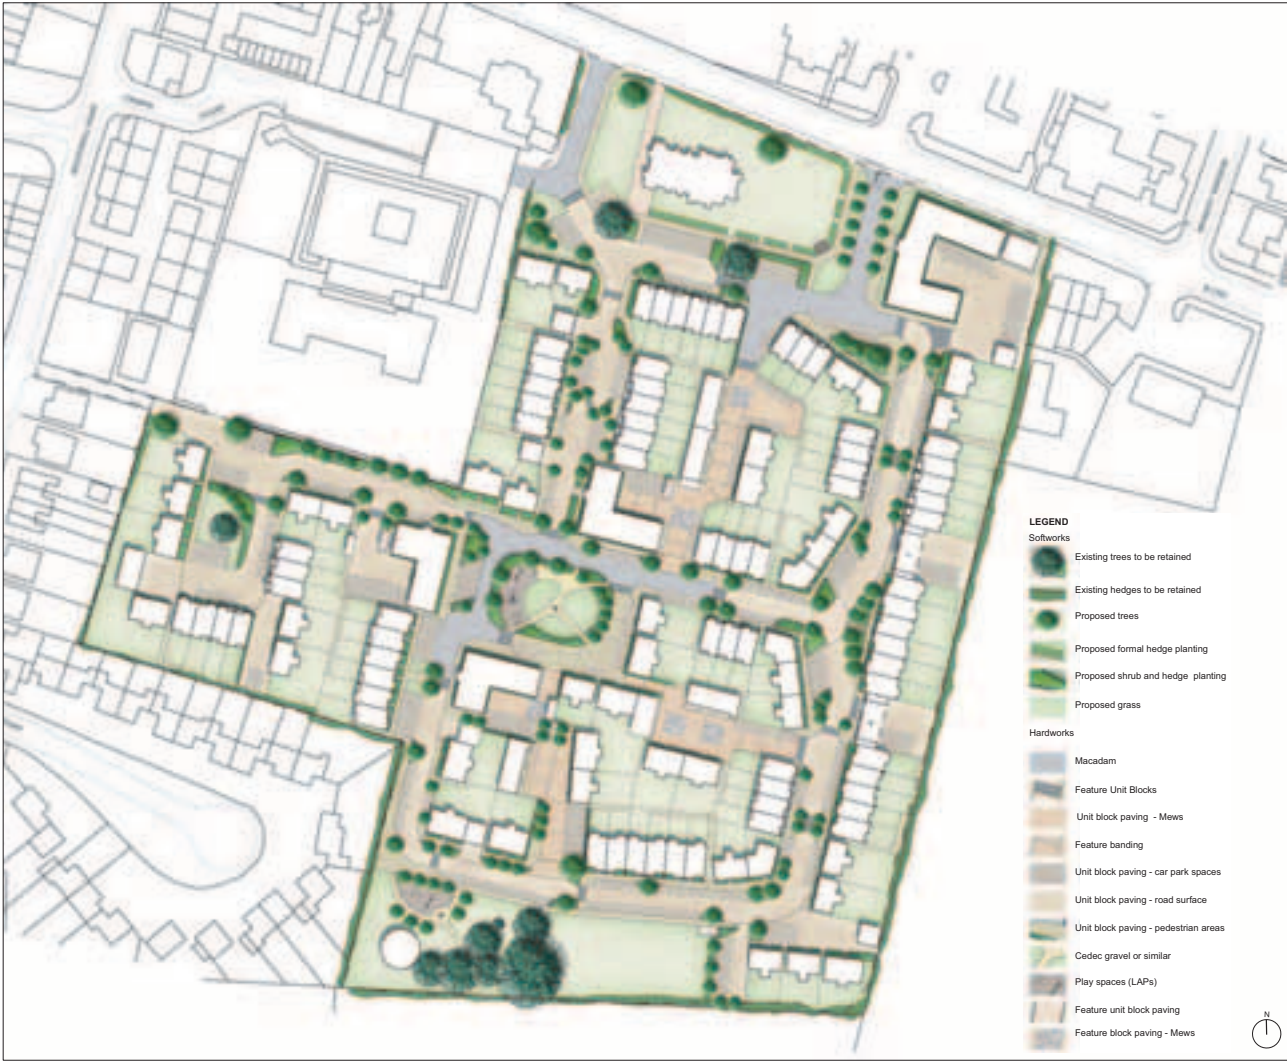 LEGEND
Softworks
Existing trees to be retained
Existing hedges to be retained
Proposed trees
Proposed formal hedge planting
Proposed shrub and hedge planting
Proposed grass
Hardworks
Macadam
Feature Unit Blocks
Unit block paving - Mews
Feature banding
Unit block paving - car park spaces
Unit block paving - road surface
Unit block paving - pedestrian areas
Cedec gravel or similar
Play spaces (LAPs)
Feature unit block paving
Feature block paving - Mews
N